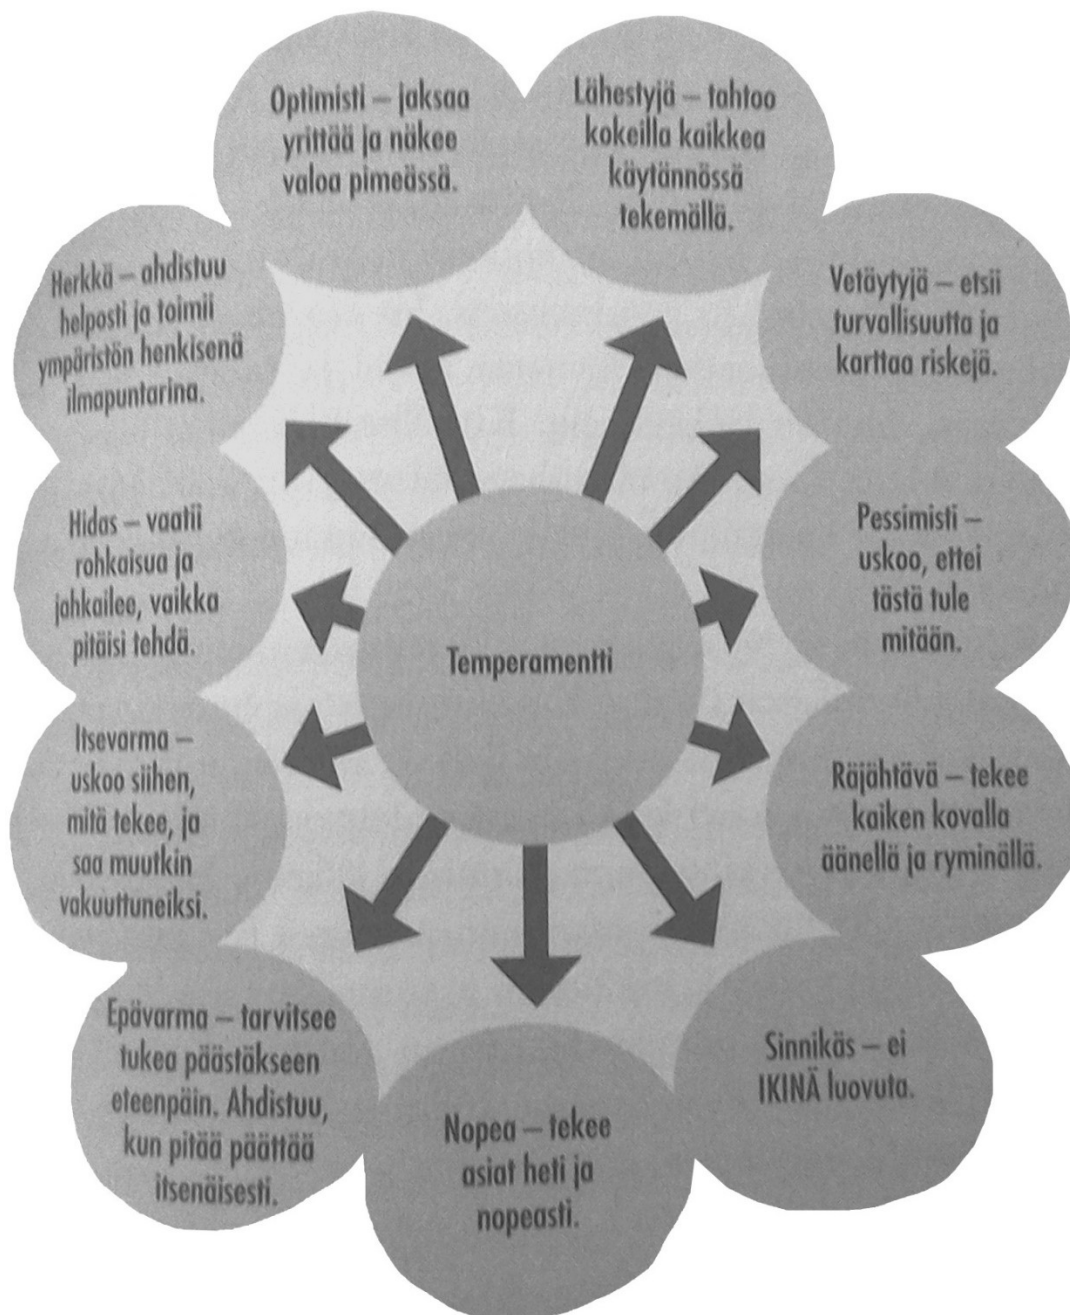 Optimisti – jaksaa
yrittää ja näkee
valoa pimeässä.
Lähestyjä – tahtoo
kokeilla kaikkea
käytännössä
tekemällä.
Vetäytyjä – etsii
turvallisuutta ja
karttaa riskejä.
Pessimisti –
uskoo, ettei
tästä tule
mitään.
Räjähtävä – tekee
kaiken kovalla
äänellä ja ryminällä.
Sinnikäs – ei
IKINÄ luovuta.
Nopea – tekee
asiat heti ja
nopeasti.
Epävarma – tarvitsee
tukea päästäkseen
eteenpäin. Ahdistuu,
kun pitää päättää
itsenäisesti.
Itsevarma –
uskoo siihen,
mitä tekee, ja
saa muutkin
vakuuttuneiksi.
Hidas – vaatii
rohkaisua ja
jahkailee, vaikka
pitäisi tehdä.
Herkkä – ahdistuu
helposti ja toimii
ympäristön henkisenä
ilmapuntarina.
Temperamentti